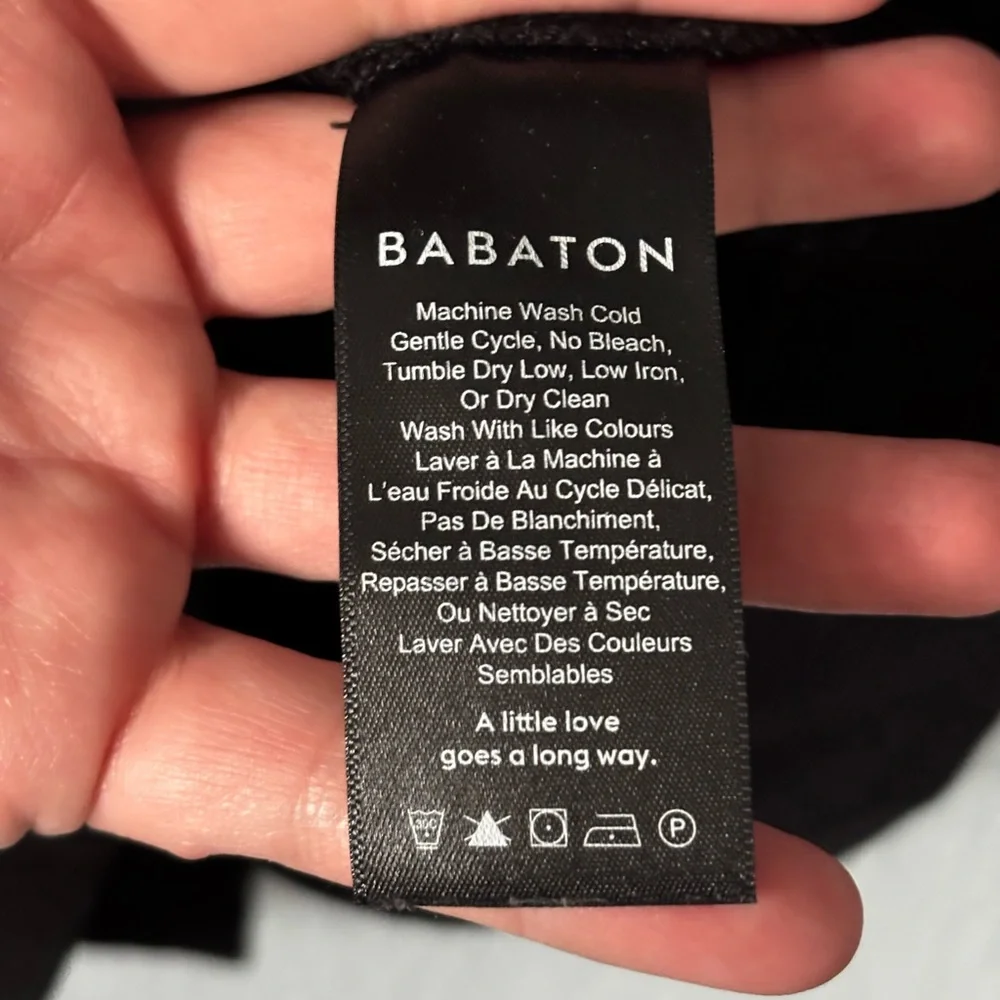 BABATON
Machine Wash Cold
Gentle Cycle, No Bleach,
Tumble Dry Low, Low Iron,
Or Dry Clean
Wash With Like Colours
Laver à La Machine à
L'eau Froide Au Cycle Délicat,
Pas De Blanchiment,
Sécher à Basse Température,
Repasser à Basse Température,
Ou Nettoyer à Sec
Laver Avec Des Couleurs
Semblables
A little love
goes a long way.
P